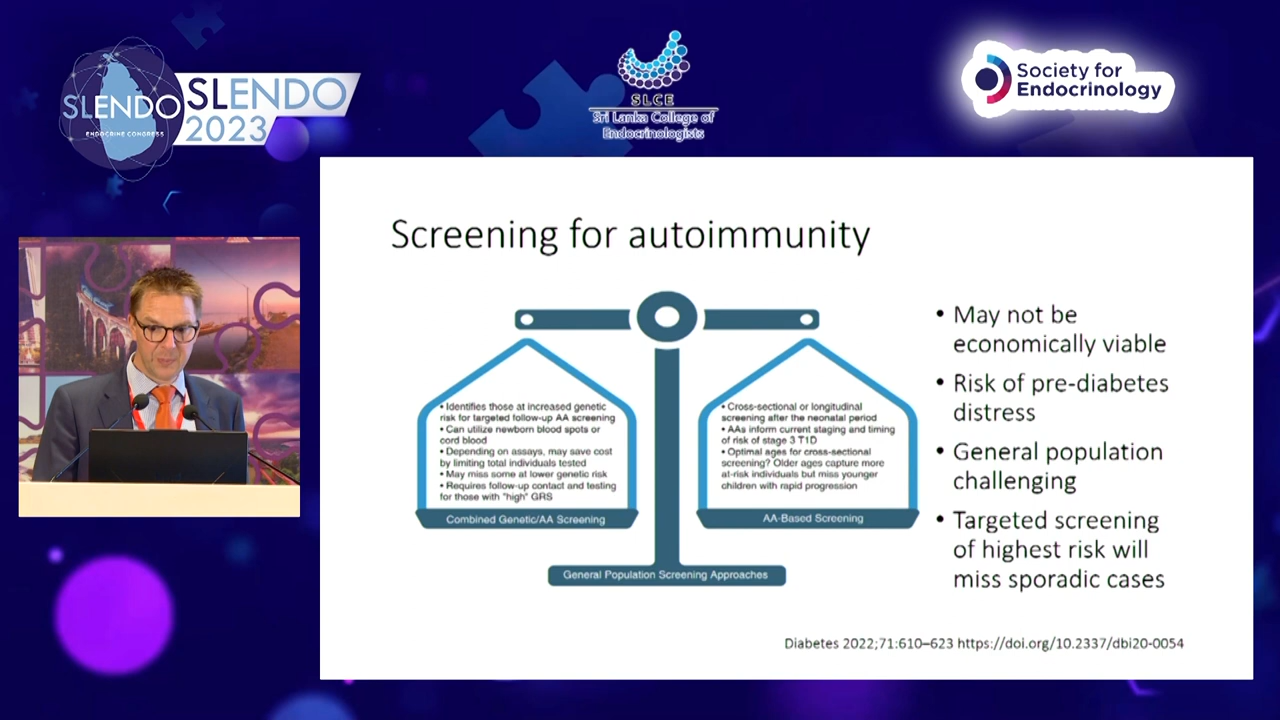 SLENDO
ENDOCRINE CONGRESS
SLENDO
2023
SLCE
Sri Lanka College of
Endocrinologists
Society for
Endocrinology
Screening for autoimmunity
• Identifies those at increased genetic
risk for targeted follow-up AA screening
• Can utilize newborn blood spots or
cord blood
• Depending on assays, may save cost
by limiting total individuals tested
• May miss some at lower genetic risk
• Requires follow-up contact and testing
for those with "high" GRS
Combined Genetic/AA Screening
• Cross-sectional or longitudinal
screening after the neonatal period
• AAs inform current staging and timing
of risk of stage 3 T1D
• Optimal ages for cross-sectional
screening? Older ages capture more
at-risk individuals but miss younger
children with rapid progression
AA-Based Screening
General Population Screening Approaches
• May not be
economically viable
• Risk of pre-diabetes
distress
• General population
challenging
• Targeted screening
of highest risk will
miss sporadic cases
Diabetes 2022;71:610–623 https://doi.org/10.2337/dbi20-0054